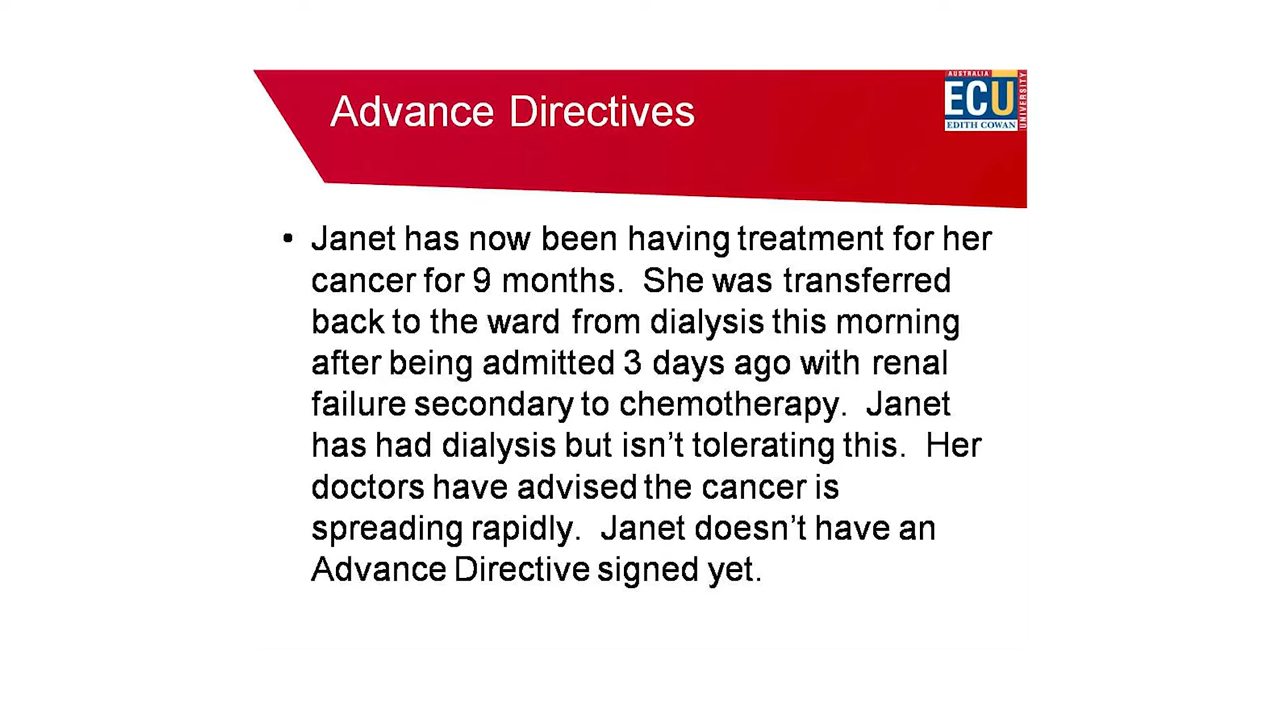 Advance Directives
AUSTRALIA
ECU
EDITH COWAN
UNIVERSITY
• Janet has now been having treatment for her
cancer for 9 months.  She was transferred
back to the ward from dialysis this morning
after being admitted 3 days ago with renal
failure secondary to chemotherapy.  Janet
has had dialysis but isn't tolerating this.  Her
doctors have advised the cancer is
spreading rapidly.  Janet doesn't have an
Advance Directive signed yet.